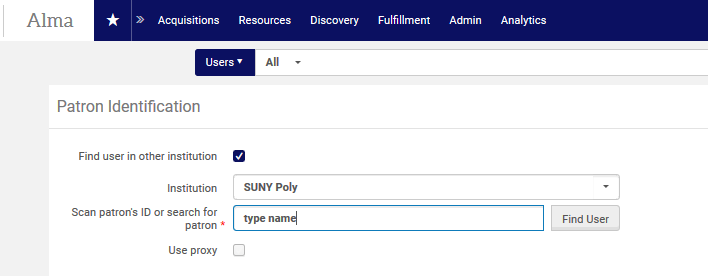 Alma ★ » Acquisitions Resources Discovery Fulfillment Admin Analytics
Users ▾ All
Patron Identification
Find user in other institution
Institution SUNY Poly
Scan patron's ID or search for
patron * type name Find User
Use proxy